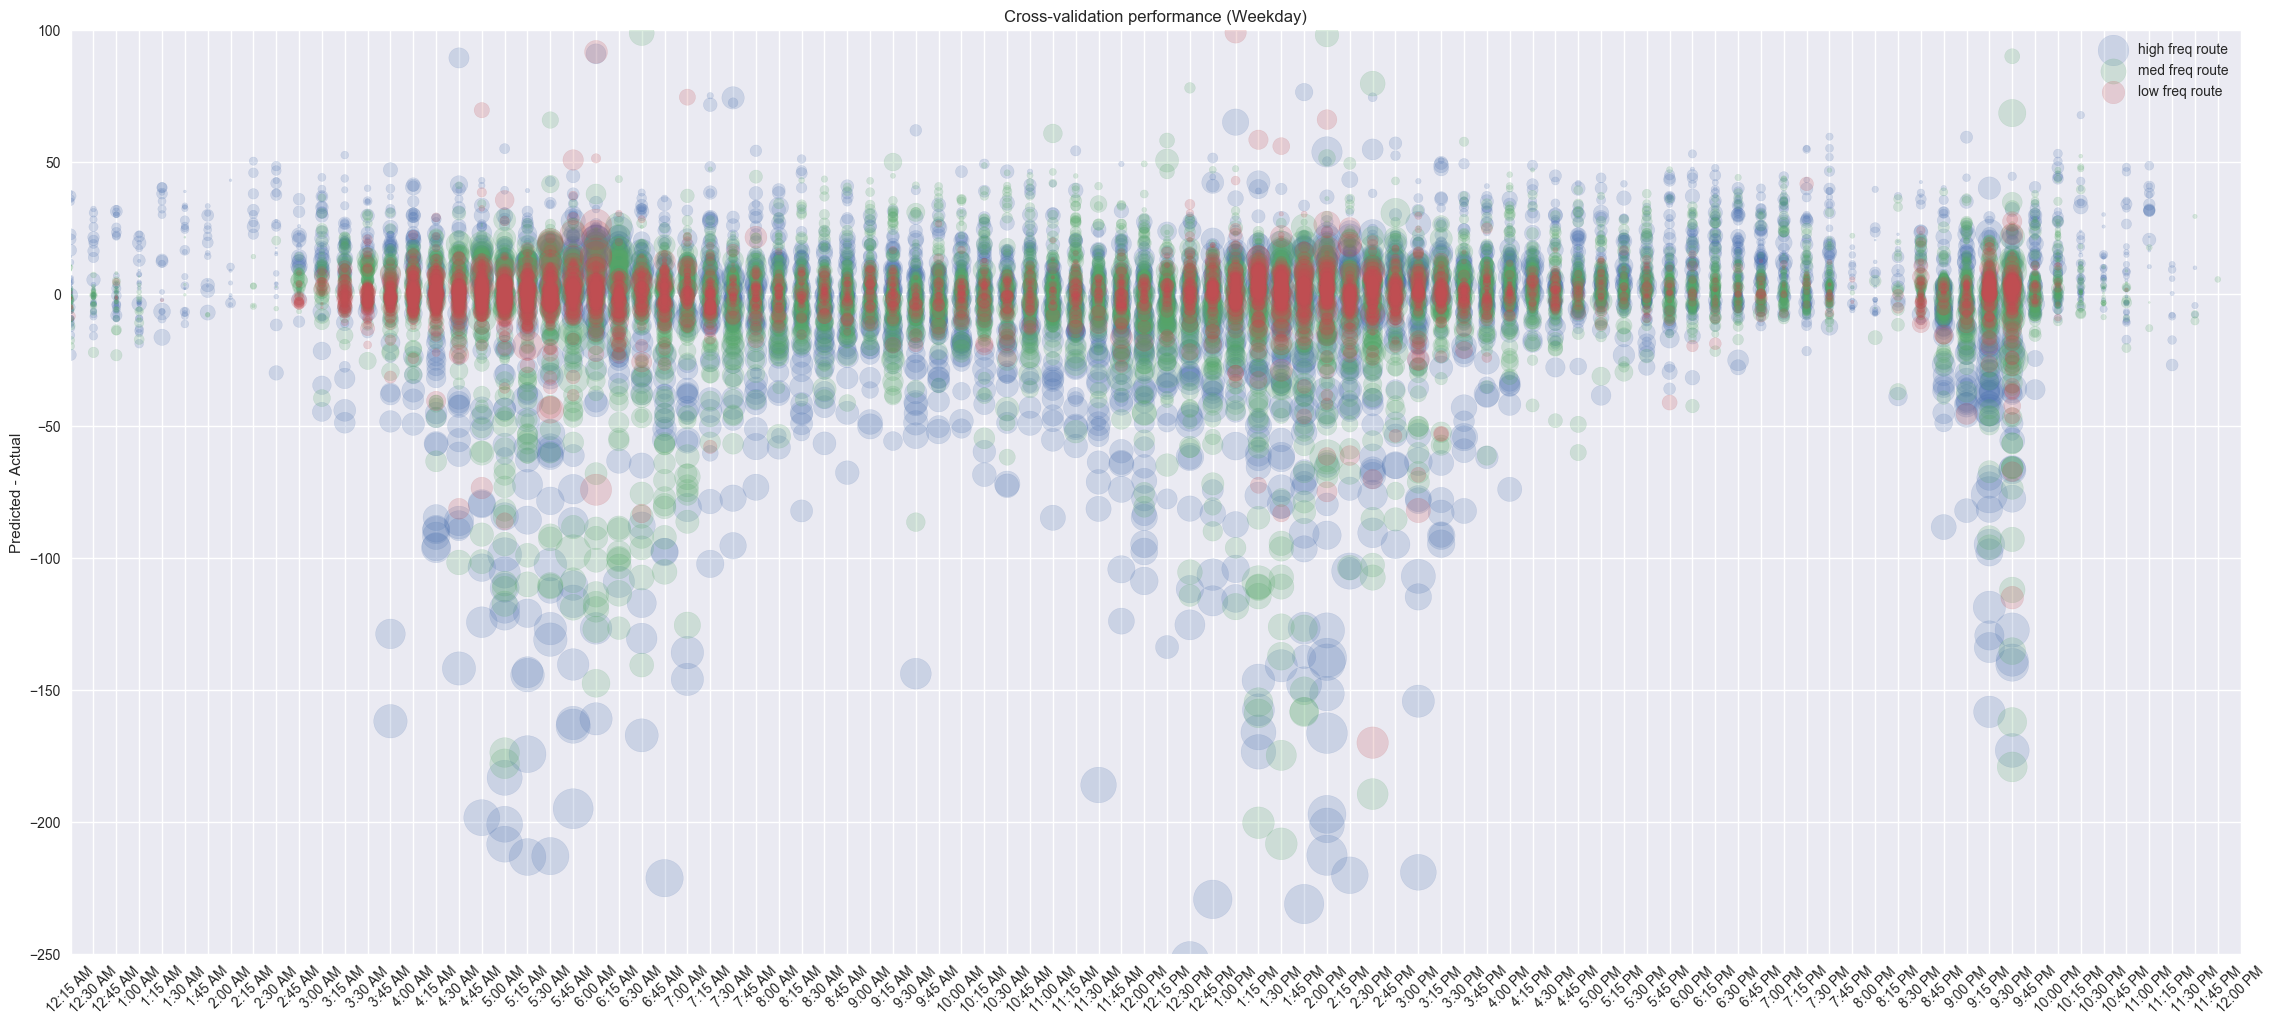 Cross-validation performance (Weekday)
high freq route
med freq route
low freq route
Predicted - Actual
100
50
0
−50
−100
−150
−200
−250
12:15 AM
12:30 AM
12:45 AM
1:00 AM
1:15 AM
1:30 AM
1:45 AM
2:00 AM
2:15 AM
2:30 AM
2:45 AM
3:00 AM
3:15 AM
3:30 AM
3:45 AM
4:00 AM
4:15 AM
4:30 AM
4:45 AM
5:00 AM
5:15 AM
5:30 AM
5:45 AM
6:00 AM
6:15 AM
6:30 AM
6:45 AM
7:00 AM
7:15 AM
7:30 AM
7:45 AM
8:00 AM
8:15 AM
8:30 AM
8:45 AM
9:00 AM
9:15 AM
9:30 AM
9:45 AM
10:00 AM
10:15 AM
10:30 AM
10:45 AM
11:00 AM
11:15 AM
11:30 AM
11:45 AM
12:00 PM
12:15 PM
12:30 PM
12:45 PM
1:00 PM
1:15 PM
1:30 PM
1:45 PM
2:00 PM
2:15 PM
2:30 PM
2:45 PM
3:00 PM
3:15 PM
3:30 PM
3:45 PM
4:00 PM
4:15 PM
4:30 PM
4:45 PM
5:00 PM
5:15 PM
5:30 PM
5:45 PM
6:00 PM
6:15 PM
6:30 PM
6:45 PM
7:00 PM
7:15 PM
7:30 PM
7:45 PM
8:00 PM
8:15 PM
8:30 PM
8:45 PM
9:00 PM
9:15 PM
9:30 PM
9:45 PM
10:00 PM
10:15 PM
10:30 PM
10:45 PM
11:00 PM
11:15 PM
11:30 PM
11:45 PM
12:00 PM